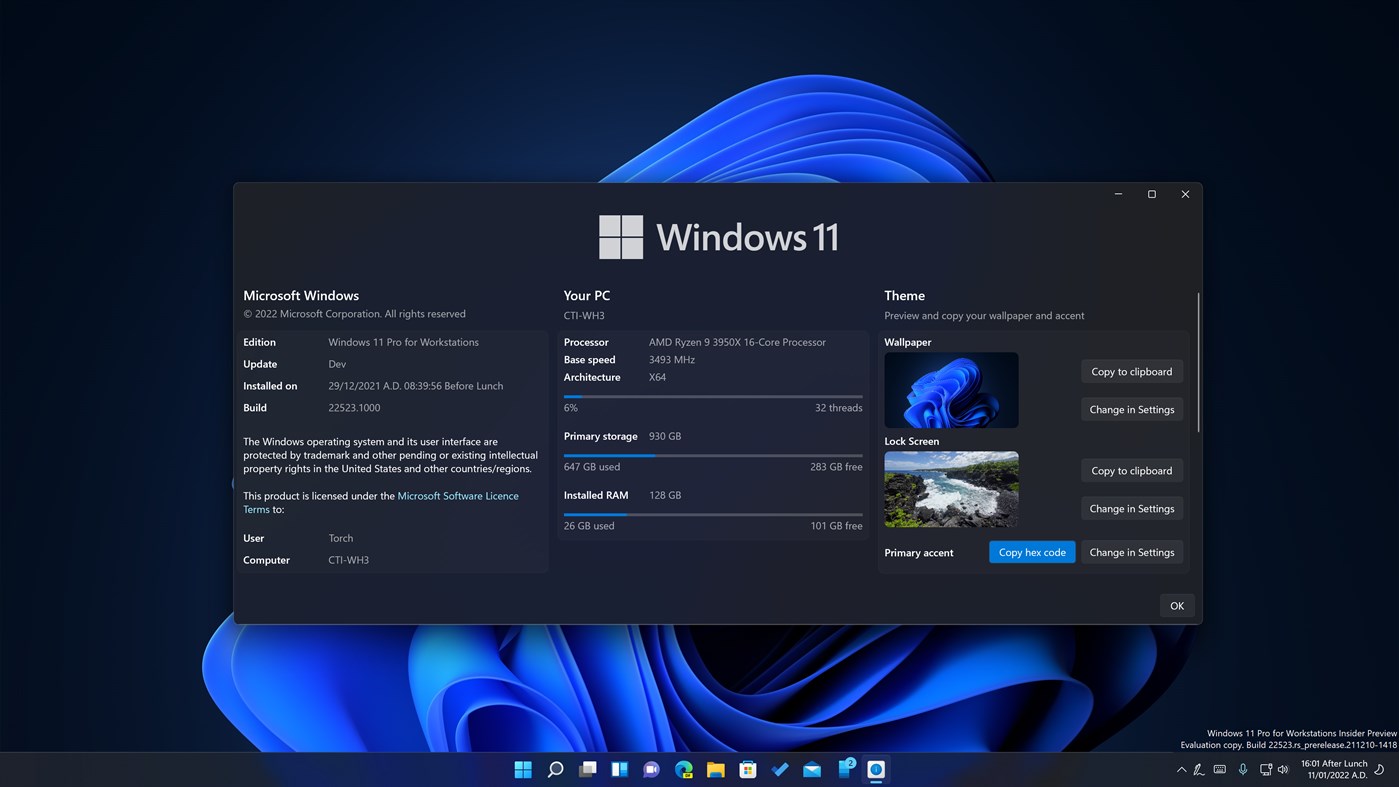 Windows 11
Microsoft Windows
© 2022 Microsoft Corporation. All rights reserved
Edition Windows 11 Pro for Workstations
Update Dev
Installed on 29/12/2021 A.D. 08:39:56 Before Lunch
Build 22523.1000
The Windows operating system and its user interface are
protected by trademark and other pending or existing intellectual
property rights in the United States and other countries/regions.
This product is licensed under the Microsoft Software Licence
Terms to:
User Torch
Computer CTI-WH3
Your PC
CTI-WH3
Processor AMD Ryzen 9 3950X 16-Core Processor
Base speed 3493 MHz
Architecture X64
6% 32 threads
Primary storage 930 GB
647 GB used 283 GB free
Installed RAM 128 GB
26 GB used 101 GB free
Theme
Preview and copy your wallpaper and accent
Wallpaper
Copy to clipboard
Change in Settings
Lock Screen
Copy to clipboard
Change in Settings
Primary accent Copy hex code Change in Settings
OK
Windows 11 Pro for Workstations Insider Preview
Evaluation copy. Build 22523.rs_prerelease.211210-1418
2
16:01 After Lunch
11/01/2022 A.D.